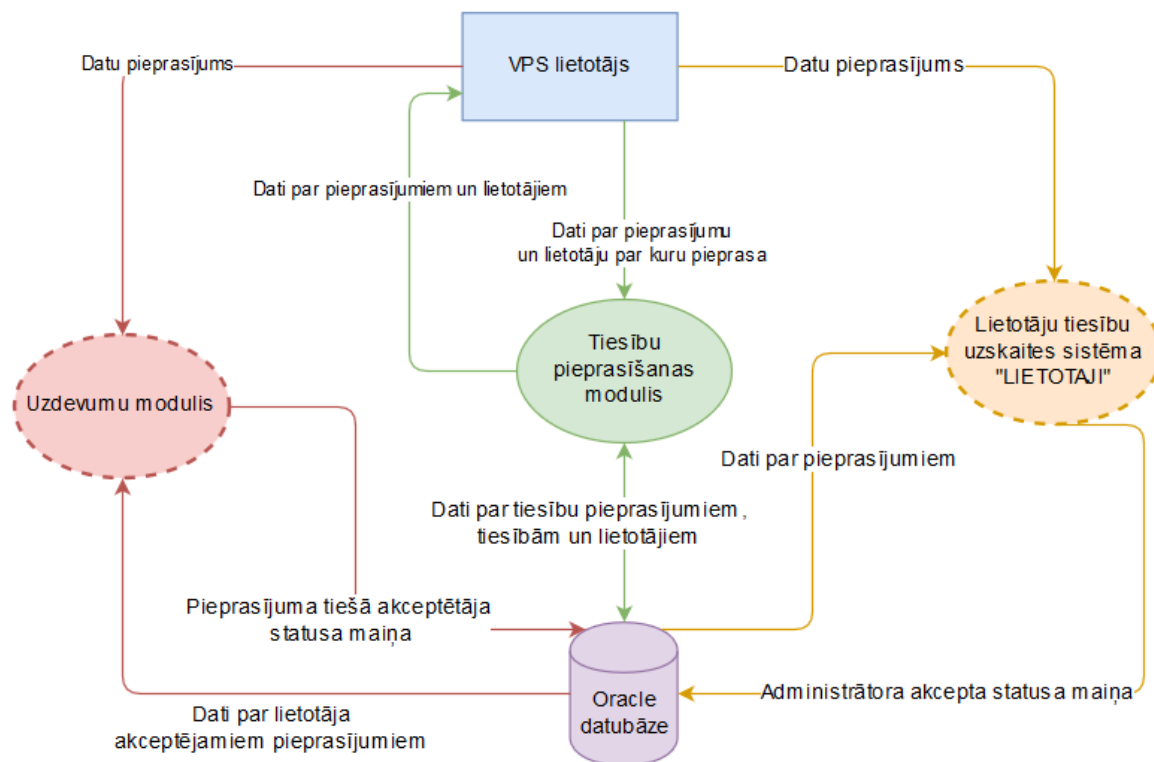 VPS lietotājs
Datu pieprasījums
Datu pieprasījums
Dati par pieprasījumiem un lietotājiem
Dati par pieprasījumu
un lietotāju par kuru pieprasa
Tiesību
pieprasīšanas
modulis
Lietotāju tiesību
uzskaites sistēma
"LIETOTAJI"
Uzdevumu modulis
Dati par pieprasījumiem
Dati par tiesību pieprasījumiem,
tiesībām un lietotājiem
Pieprasījuma tiešā akceptētāja
statusa maiņa
Oracle
datubāze
Administrātora akcepta statusa maiņa
Dati par lietotāja
akceptējamiem pieprasījumiem